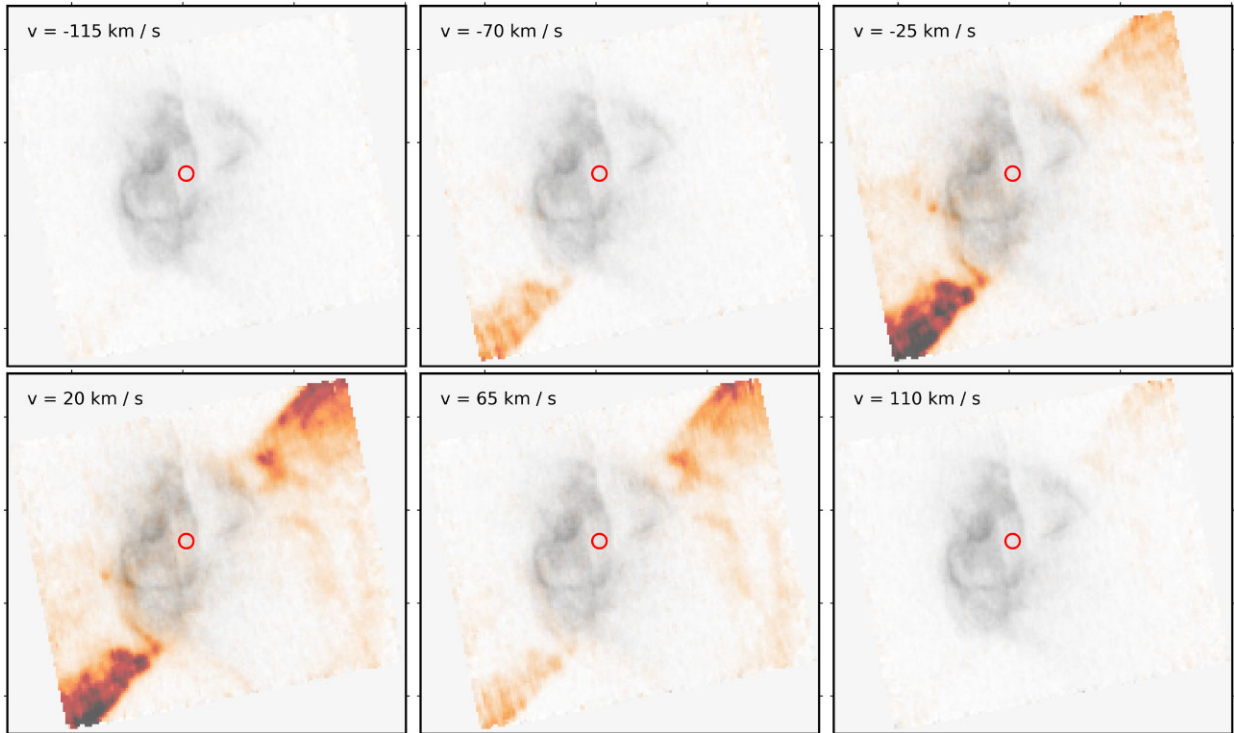 v = -115 km / s
v = -70 km / s
v = -25 km / s
v = 20 km / s
v = 65 km / s
v = 110 km / s